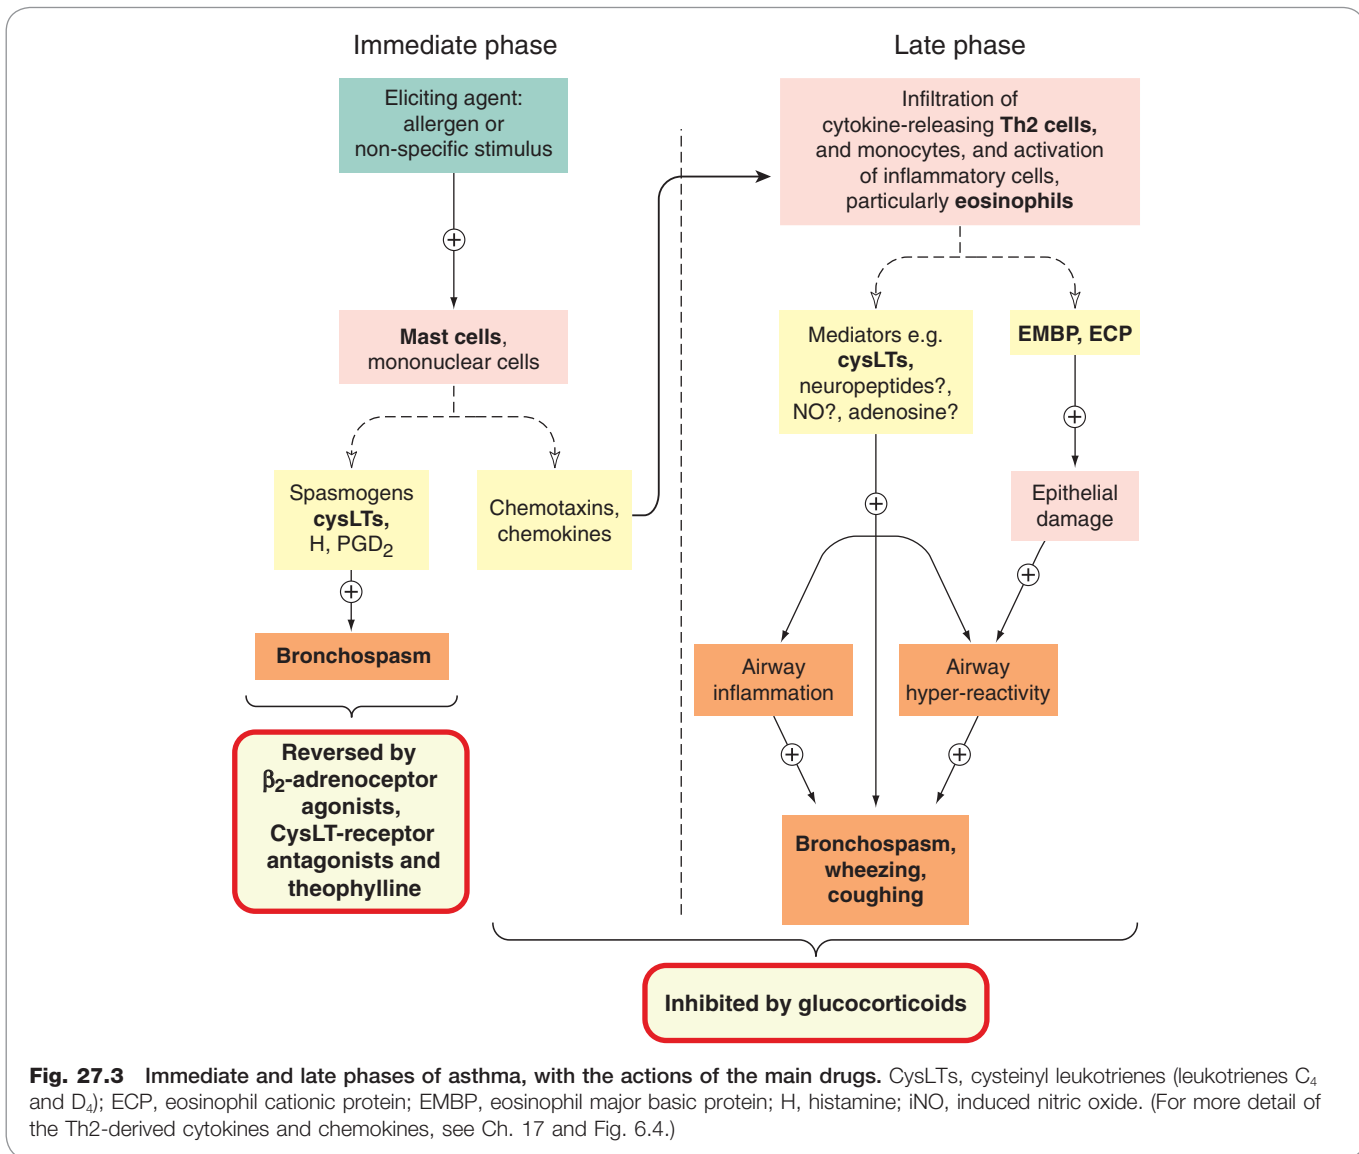 Immediate phase
Eliciting agent:
allergen or
non-specific stimulus
+
Mast cells,
mononuclear cells
Spasmogens
cysLTs,
H, PGD₂
Chemotaxins,
chemokines
+
Bronchospasm
Reversed by
β₂-adrenoceptor
agonists,
CysLT-receptor
antagonists and
theophylline
Late phase
Infiltration of
cytokine-releasing Th2 cells,
and monocytes, and activation
of inflammatory cells,
particularly eosinophils
Mediators e.g.
cysLTs,
neuropeptides?,
NO?, adenosine?
EMBP, ECP
+
Epithelial
damage
+
+
Airway
inflammation
Airway
hyper-reactivity
+
+
Bronchospasm,
wheezing,
coughing
Inhibited by glucocorticoids
Fig. 27.3 Immediate and late phases of asthma, with the actions of the main drugs. CysLTs, cysteinyl leukotrienes (leukotrienes C₄
and D₄); ECP, eosinophil cationic protein; EMBP, eosinophil major basic protein; H, histamine; iNO, induced nitric oxide. (For more detail of
the Th2-derived cytokines and chemokines, see Ch. 17 and Fig. 6.4.)